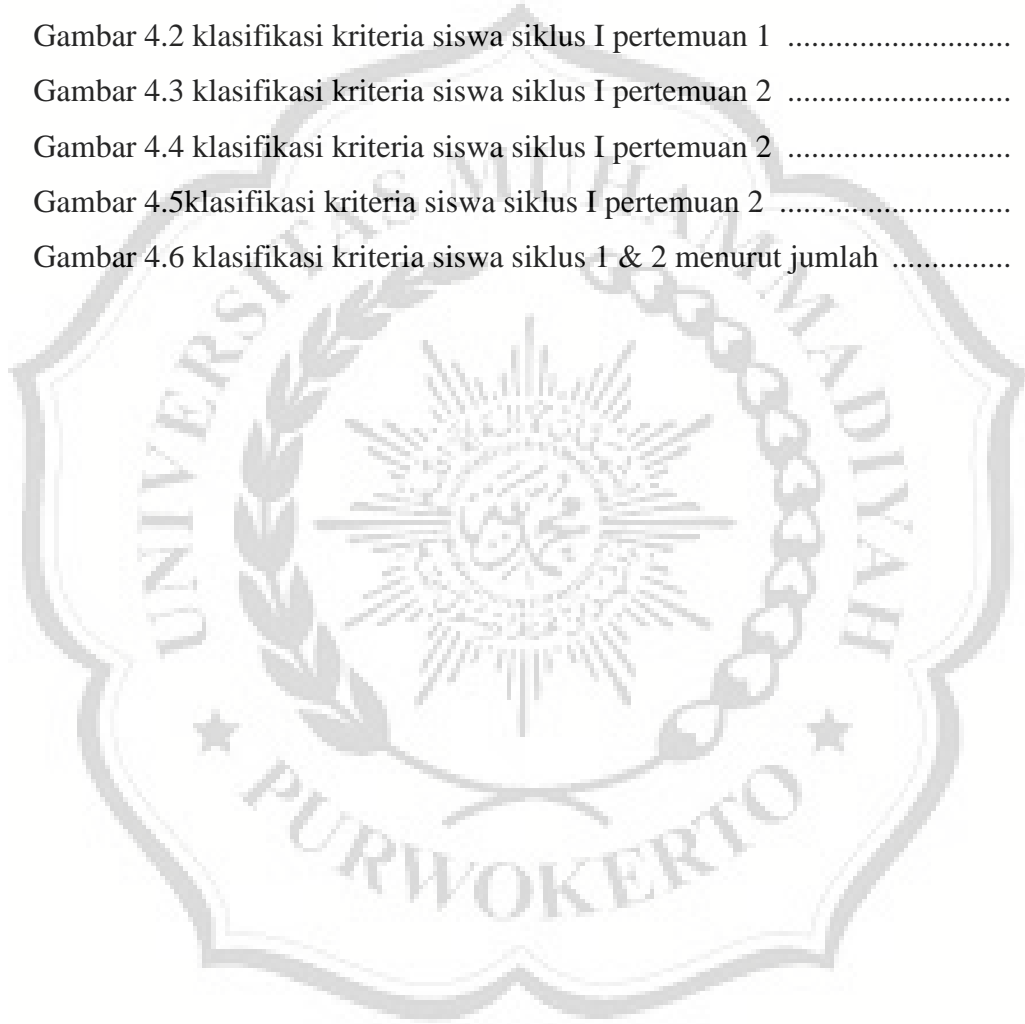 Gambar 4.2 klasifikasi kriteria siswa siklus I pertemuan 1 ............................
Gambar 4.3 klasifikasi kriteria siswa siklus I pertemuan 2 ............................
Gambar 4.4 klasifikasi kriteria siswa siklus I pertemuan 2 ............................
Gambar 4.5klasifikasi kriteria siswa siklus I pertemuan 2 .............................
Gambar 4.6 klasifikasi kriteria siswa siklus 1 & 2 menurut jumlah ...............
UNIVERSITAS MUHAMMADIYAH
PURWOKERTO